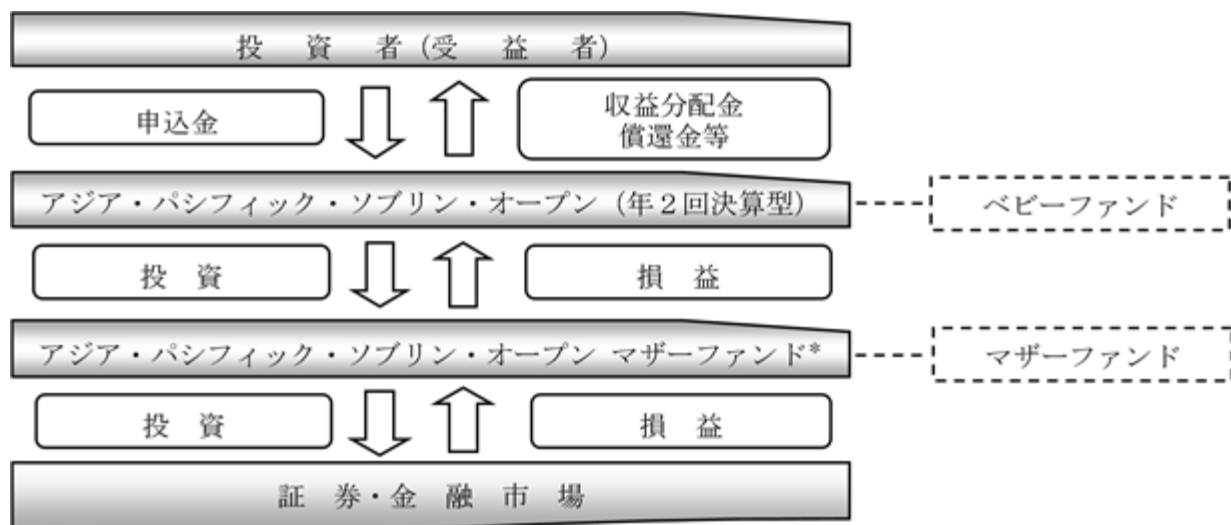 投資者(受益者)
申込金
収益分配金
償還金等
アジア・パシフィック・ソブリン・オープン(年2回決算型)
ベビーファンド
投資
損益
アジア・パシフィック・ソブリン・オープン マザーファンド*
マザーファンド
投資
損益
証券・金融市場